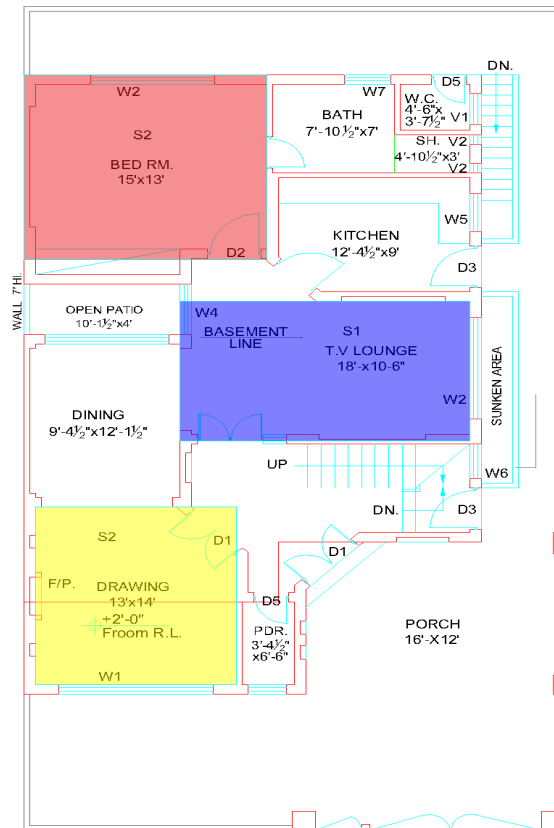 DN.
W2
W7
D5
W.C.
4'-6"x
3'-7½"
V1
S2
BATH
7'-10½"x7'
SH.
V2
4'-10½"x3'
V2
BED RM.
15'x13'
W5
KITCHEN
12'-4½"x9'
D2
D3
WALL 7'HI.
OPEN PATIO
10'-1½"x4'
W4
BASEMENT
LINE
S1
T.V LOUNGE
18'-x10-6"
W2
SUNKEN AREA
DINING
9'-4½"x12'-1½"
UP
W6
DN.
D3
S2
D1
D1
F/P.
DRAWING
13'x14'
+2'-0"
Froom R.L.
D5
PDR.
3'-4½"
x6'-6"
PORCH
16'-X12'
W1